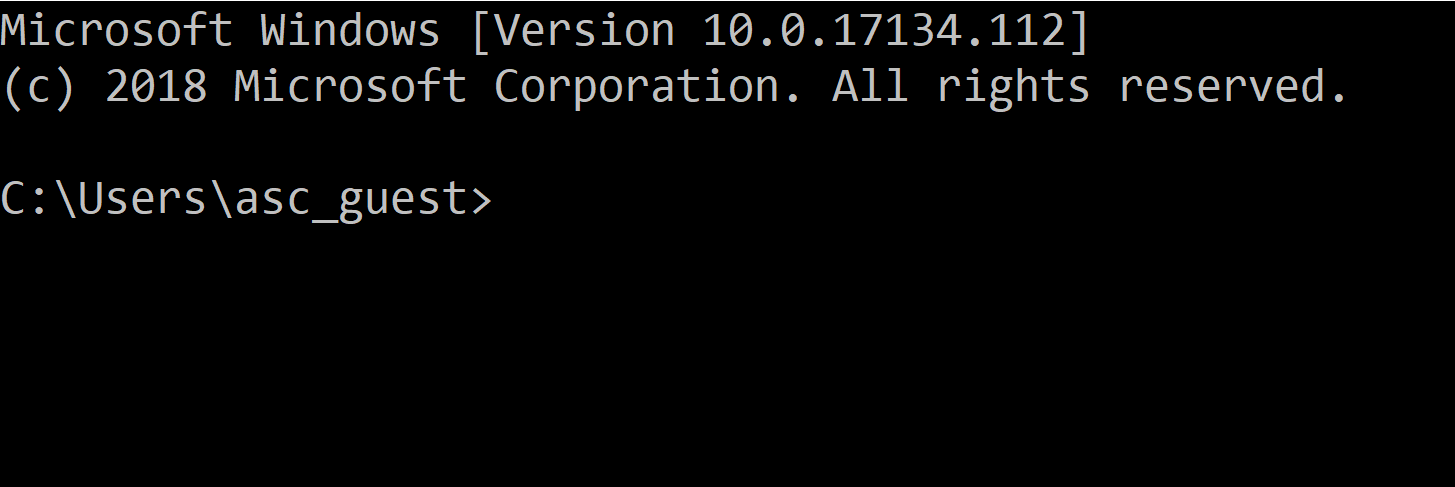 Microsoft Windows [Version 10.0.17134.112]
(c) 2018 Microsoft Corporation. All rights reserved.
C:\Users\asc_guest>